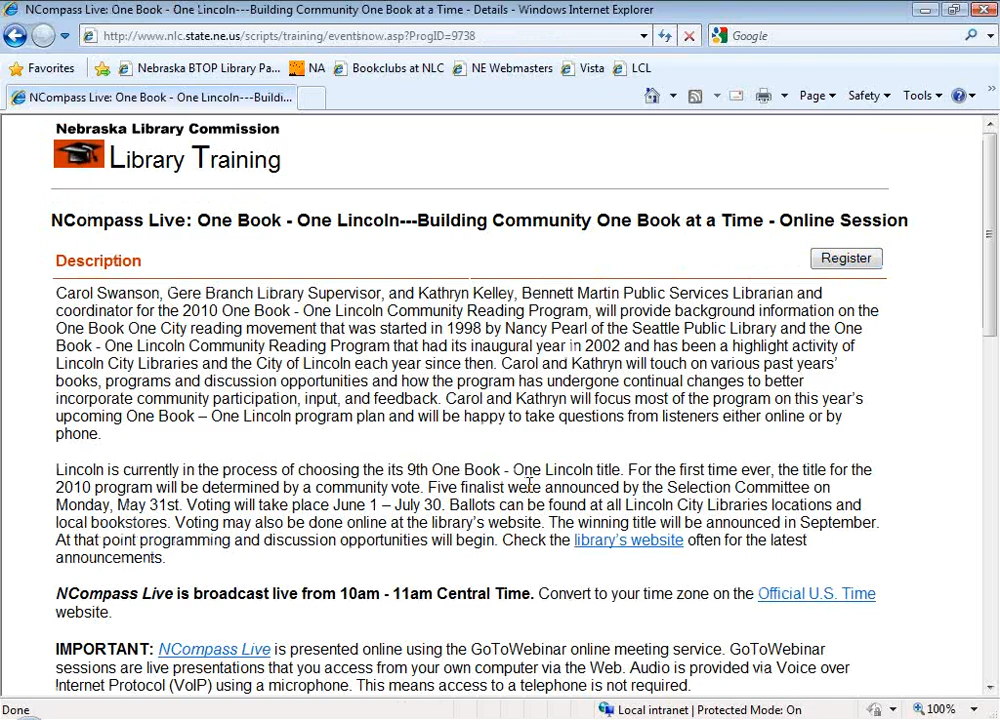 NCompass Live: One Book - One Lincoln---Building Community One Book at a Time - Details - Windows Internet Explorer
http://www.nlc.state.ne.us/scripts/training/eventsnow.asp?ProgID=9738
Google
Favorites
Nebraska BTOP Library Pa...
NA
Bookclubs at NLC
NE Webmasters
Vista
LCL
NCompass Live: One Book - One Lincoln---Buildi...
Page
Safety
Tools
Nebraska Library Commission
Library Training
NCompass Live: One Book - One Lincoln---Building Community One Book at a Time - Online Session
Description
Register
Carol Swanson, Gere Branch Library Supervisor, and Kathryn Kelley, Bennett Martin Public Services Librarian and
coordinator for the 2010 One Book - One Lincoln Community Reading Program, will provide background information on the
One Book One City reading movement that was started in 1998 by Nancy Pearl of the Seattle Public Library and the One
Book - One Lincoln Community Reading Program that had its inaugural year in 2002 and has been a highlight activity of
Lincoln City Libraries and the City of Lincoln each year since then. Carol and Kathryn will touch on various past years'
books, programs and discussion opportunities and how the program has undergone continual changes to better
incorporate community participation, input, and feedback. Carol and Kathryn will focus most of the program on this year's
upcoming One Book – One Lincoln program plan and will be happy to take questions from listeners either online or by
phone.
Lincoln is currently in the process of choosing the its 9th One Book - One Lincoln title. For the first time ever, the title for the
2010 program will be determined by a community vote. Five finalist were announced by the Selection Committee on
Monday, May 31st. Voting will take place June 1 – July 30. Ballots can be found at all Lincoln City Libraries locations and
local bookstores. Voting may also be done online at the library's website. The winning title will be announced in September.
At that point programming and discussion opportunities will begin. Check the library's website often for the latest
announcements.
NCompass Live is broadcast live from 10am - 11am Central Time. Convert to your time zone on the Official U.S. Time
website.
IMPORTANT: NCompass Live is presented online using the GoToWebinar online meeting service. GoToWebinar
sessions are live presentations that you access from your own computer via the Web. Audio is provided via Voice over
Internet Protocol (VoIP) using a microphone. This means access to a telephone is not required.
Done
Local intranet | Protected Mode: On
100%